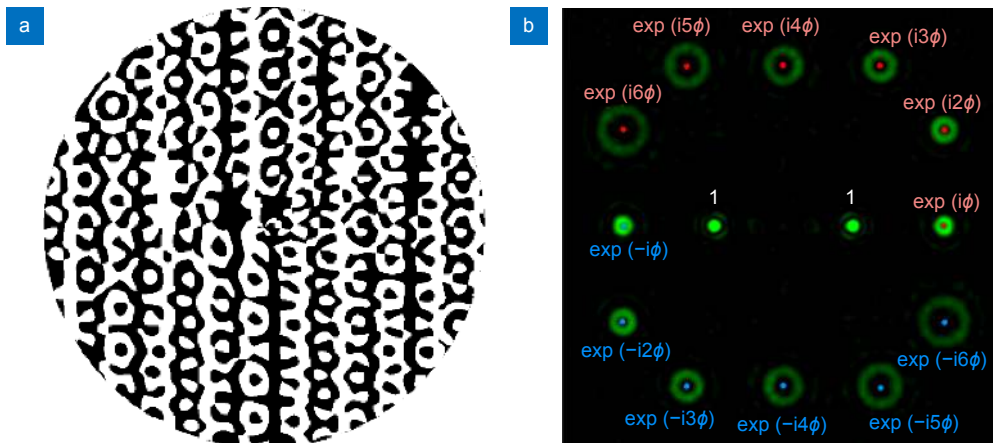 a
b
exp (i5ϕ)
exp (i4ϕ)
exp (i3ϕ)
exp (i6ϕ)
exp (i2ϕ)
1
1
exp (iϕ)
exp (−iϕ)
exp (−i2ϕ)
exp (−i6ϕ)
exp (−i3ϕ)
exp (−i4ϕ)
exp (−i5ϕ)